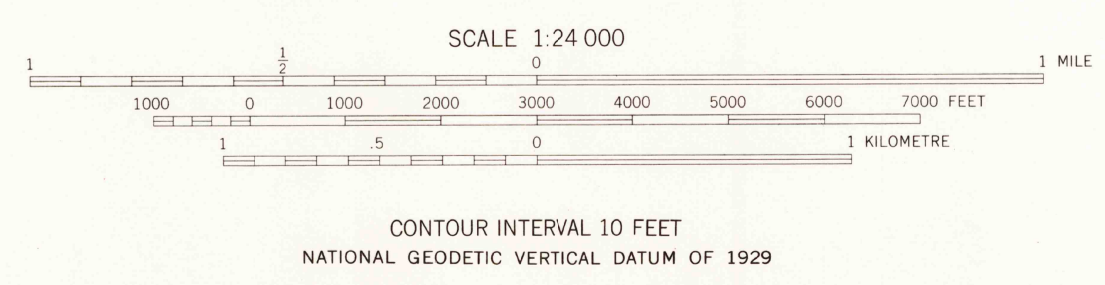 SCALE 1:24 000
1 1/2 0 1 MILE
1000 0 1000 2000 3000 4000 5000 6000 7000 FEET
1 .5 0 1 KILOMETRE
CONTOUR INTERVAL 10 FEET
NATIONAL GEODETIC VERTICAL DATUM OF 1929